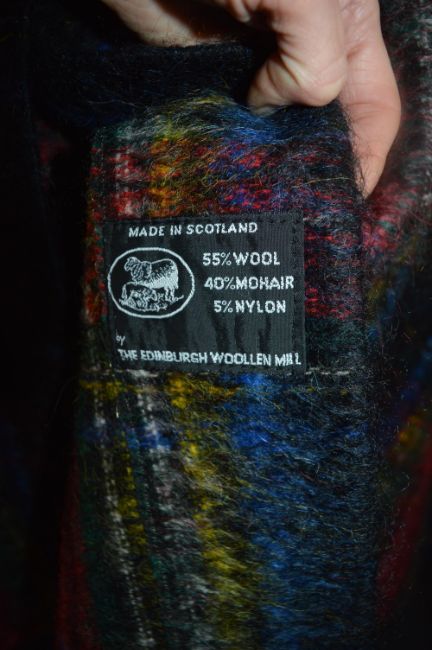 MADE IN SCOTLAND
55% WOOL
40% MOHAIR
5% NYLON
by
THE EDINBURGH WOOLLEN MILL